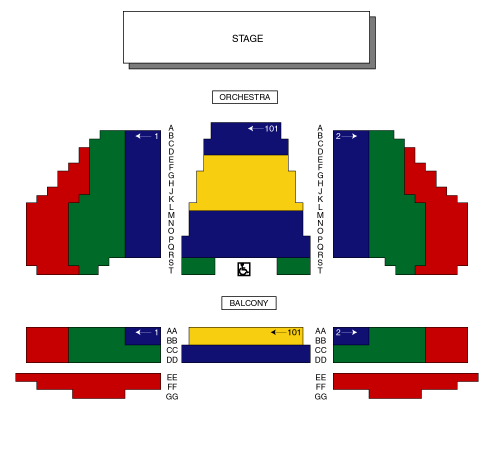 STAGE
ORCHESTRA
1
101
2
A A
B B
C C
D D
E E
F F
G G
H H
J J
K K
L L
M M
N N
O O
P P
Q Q
R R
S S
T T
BALCONY
1 AA 101 AA 2
BB BB
CC CC
DD DD
EE EE
FF FF
GG GG